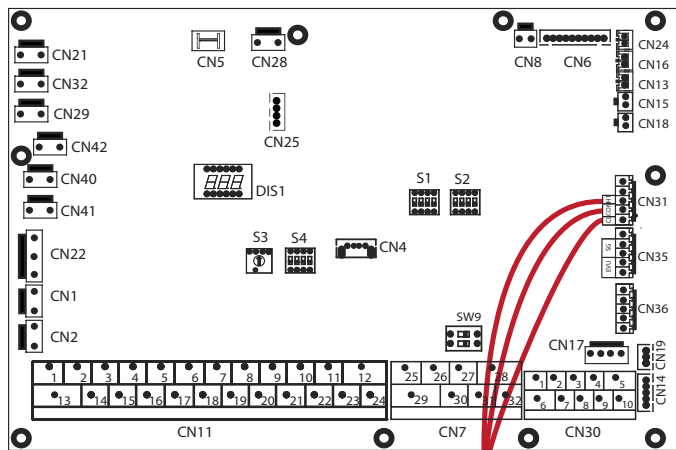 CN21
CN32
CN29
CN42
CN40
CN41
CN22
CN1
CN2
CN5
CN28
CN25
DIS1
S3
S4
CN4
S1
S2
SW9
CN8
CN6
CN24
CN16
CN13
CN15
CN18
CN31
SG
EVU
CN35
CN36
CN17
CN19
CN14
1 2 3 4 5 6 7 8 9 10 11 12
13 14 15 16 17 18 19 20 21 22 23 24
CN11
25 26 27 28
29 30 31 32
CN7
1 2 3 4 5
6 7 8 9 10
CN30